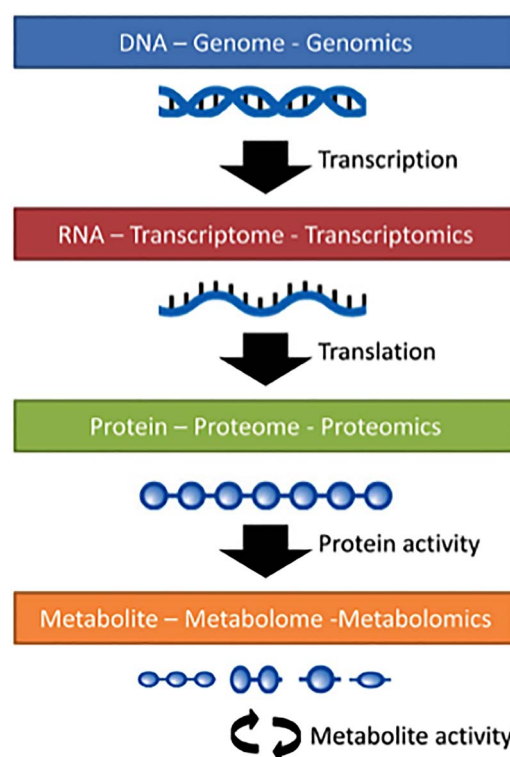 DNA – Genome - Genomics
Transcription
RNA – Transcriptome - Transcriptomics
Translation
Protein – Proteome - Proteomics
Protein activity
Metabolite – Metabolome -Metabolomics
Metabolite activity